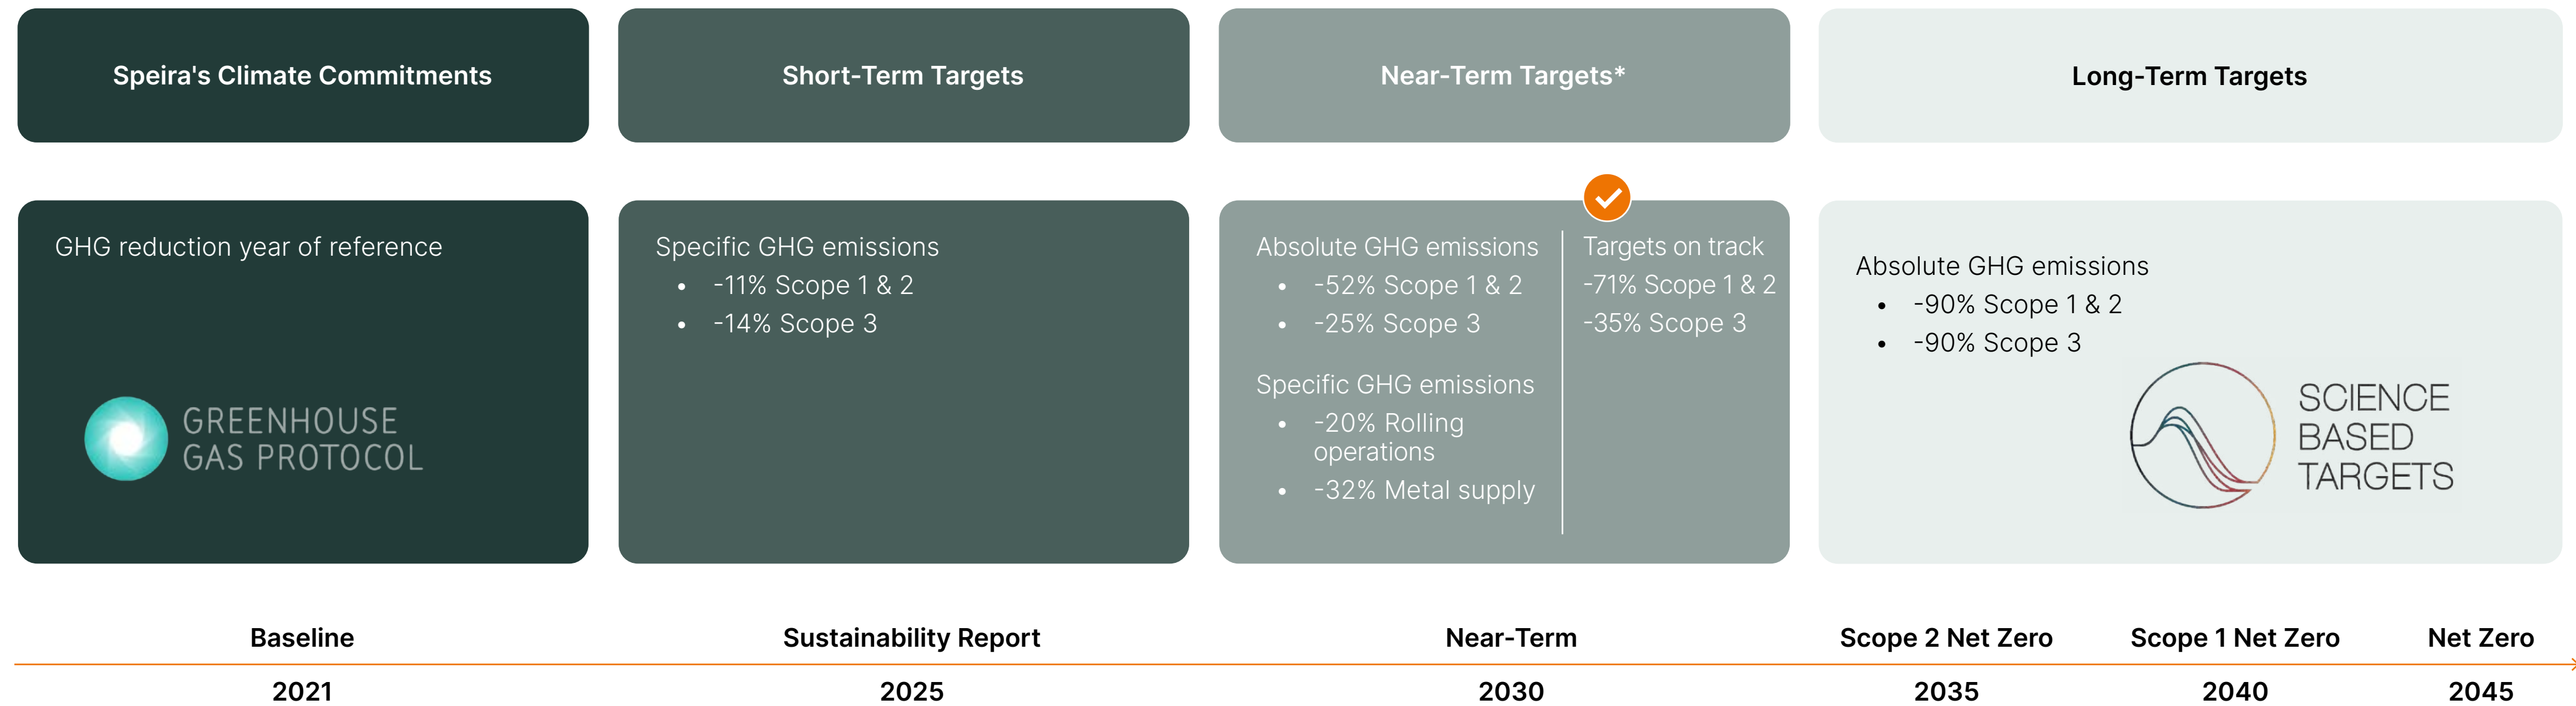 Speira's Climate Commitments
Short-Term Targets
Near-Term Targets*
Long-Term Targets
GHG reduction year of reference
GREENHOUSE
GAS PROTOCOL
Specific GHG emissions
• -11% Scope 1 & 2
• -14% Scope 3
Absolute GHG emissions
• -52% Scope 1 & 2
• -25% Scope 3
Specific GHG emissions
• -20% Rolling
operations
• -32% Metal supply
Targets on track
-71% Scope 1 & 2
-35% Scope 3
Absolute GHG emissions
• -90% Scope 1 & 2
• -90% Scope 3
SCIENCE
BASED
TARGETS
Baseline
Sustainability Report
Near-Term
Scope 2 Net Zero
Scope 1 Net Zero
Net Zero
2021
2025
2030
2035
2040
2045